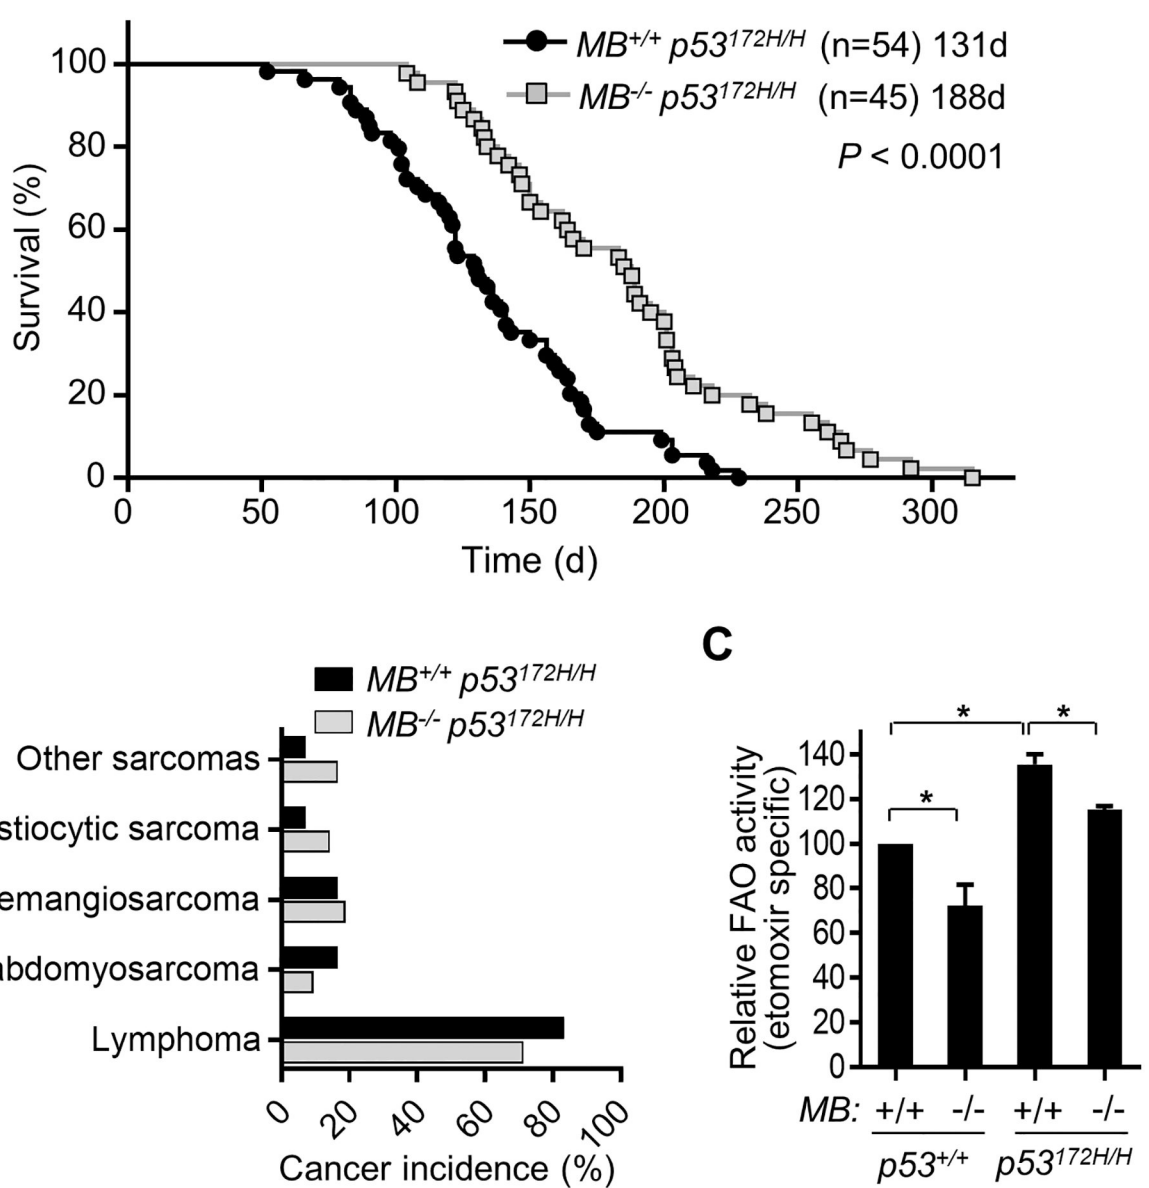 MB+/+ p53172H/H (n=54) 131d
MB-/- p53172H/H (n=45) 188d
P < 0.0001
Survival (%)
100
80
60
40
20
0
0 50 100 150 200 250 300
Time (d)
MB+/+ p53172H/H
MB-/- p53172H/H
Other sarcomas
stiocytic sarcoma
emangiosarcoma
abdomyosarcoma
Lymphoma
0 20 40 60 80 100
Cancer incidence (%)
C
* *
*
Relative FAO activity
(etomoxir specific)
140
120
100
80
60
40
20
0
MB: +/+ -/- +/+ -/-
p53+/+ p53172H/H